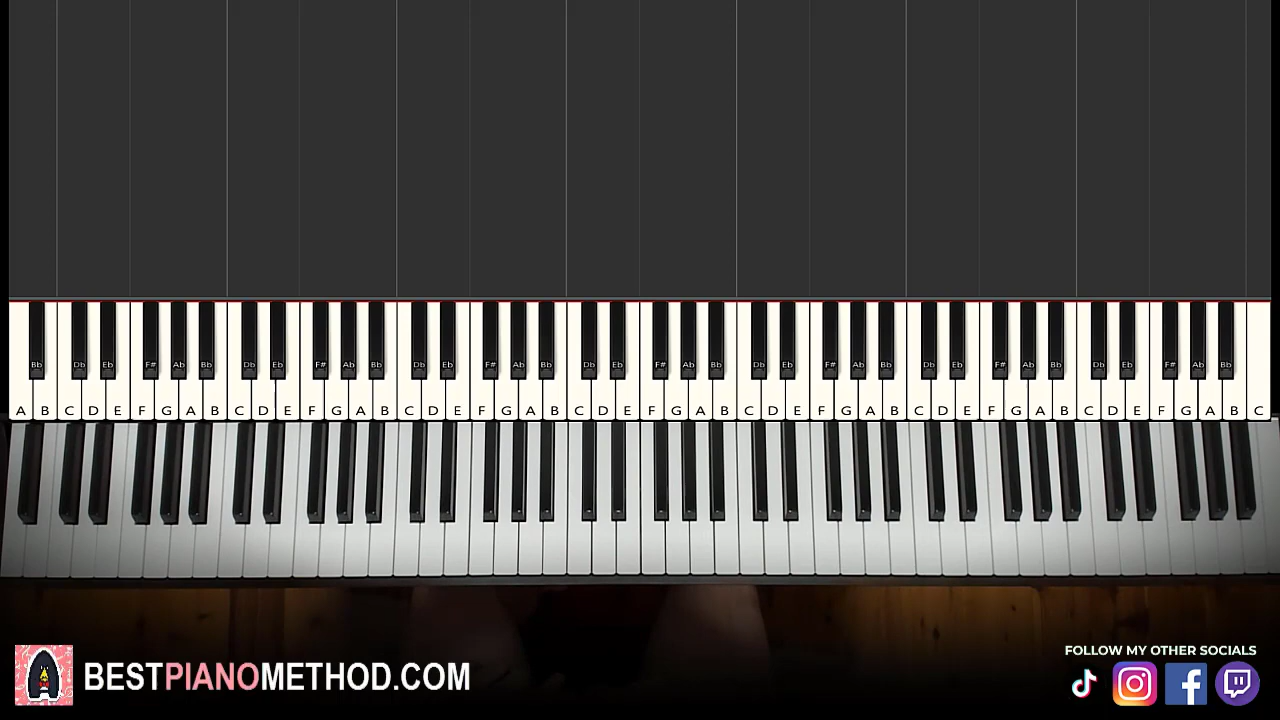 Bb Db Eb F# Ab Bb Db Eb F# Ab Bb Db Eb F# Ab Bb Db Eb F# Ab Bb Db Eb F# Ab Bb Db Eb F# Ab Bb Db Eb F# Ab Bb
A B C D E F G A B C D E F G A B C D E F G A B C D E F G A B C D E F G A B C D E F G A B C D E F G A B C
FOLLOW MY OTHER SOCIALS
BESTPIANOMETHOD.COM